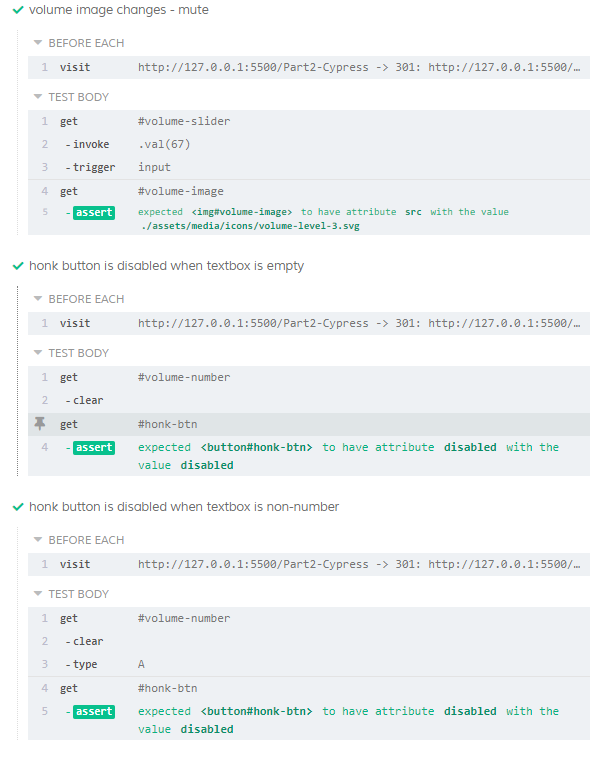 volume image changes - mute
BEFORE EACH
1 visit http://127.0.0.1:5500/Part2-Cypress -> 301: http://127.0.0.1:5500/…
TEST BODY
1 get #volume-slider
2 - invoke .val(67)
3 - trigger input
4 get #volume-image
5 - assert expected <img#volume-image> to have attribute src with the value
./assets/media/icons/volume-level-3.svg
honk button is disabled when textbox is empty
BEFORE EACH
1 visit http://127.0.0.1:5500/Part2-Cypress -> 301: http://127.0.0.1:5500/…
TEST BODY
1 get #volume-number
2 - clear
get #honk-btn
4 - assert expected <button#honk-btn> to have attribute disabled with the
value disabled
honk button is disabled when textbox is non-number
BEFORE EACH
1 visit http://127.0.0.1:5500/Part2-Cypress -> 301: http://127.0.0.1:5500/…
TEST BODY
1 get #volume-number
2 - clear
3 - type A
4 get #honk-btn
5 - assert expected <button#honk-btn> to have attribute disabled with the
value disabled